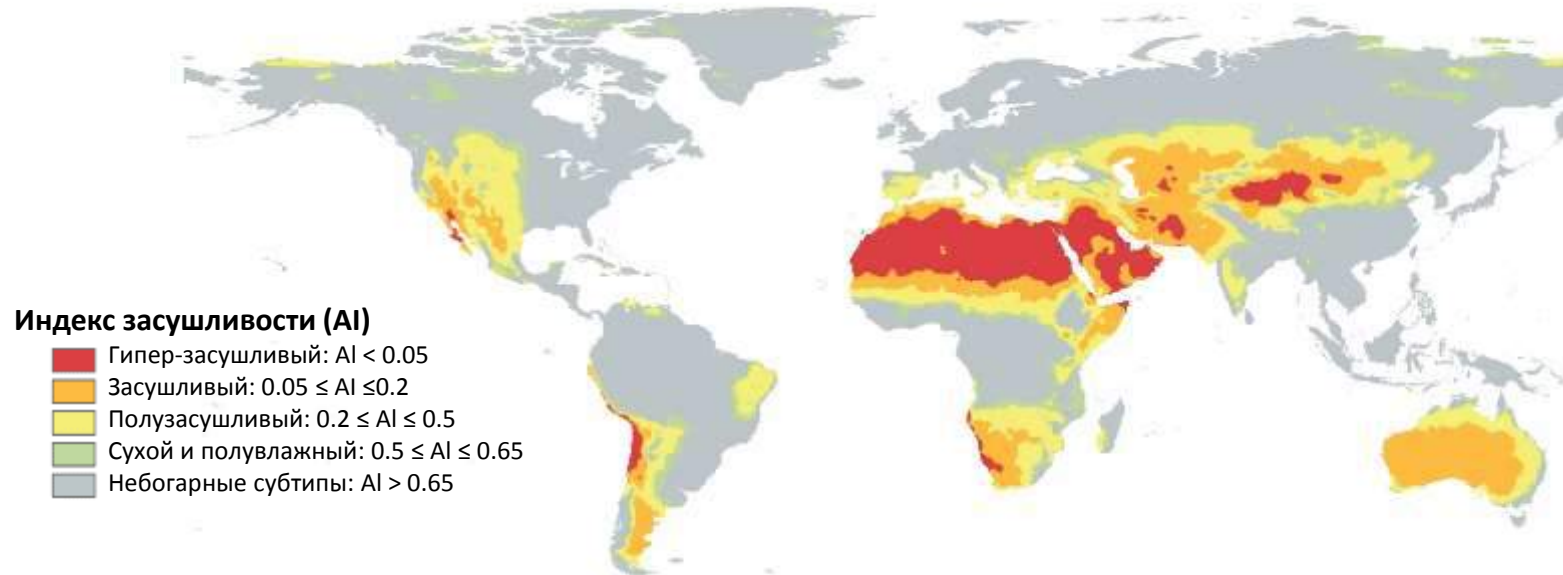 Индекс засушливости (AI)
Гипер-засушливый: AI < 0.05
Засушливый: 0.05 ≤ AI ≤0.2
Полузасушливый: 0.2 ≤ AI ≤ 0.5
Сухой и полувлажный: 0.5 ≤ AI ≤ 0.65
Небогарные субтипы: AI > 0.65